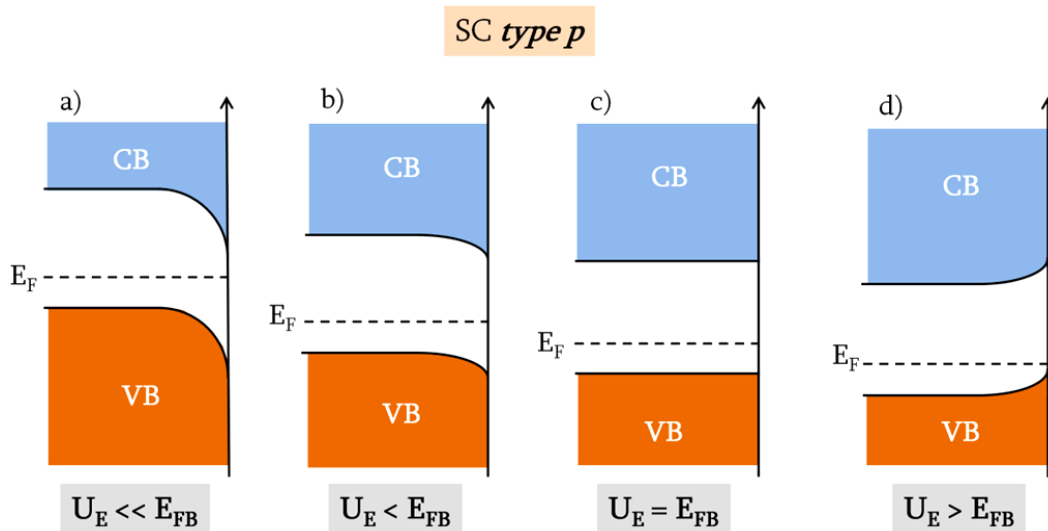 SC type p
a)
CB
E_F
VB
U_E << E_FB
b)
CB
E_F
VB
U_E < E_FB
c)
CB
E_F
VB
U_E = E_FB
d)
CB
E_F
VB
U_E > E_FB